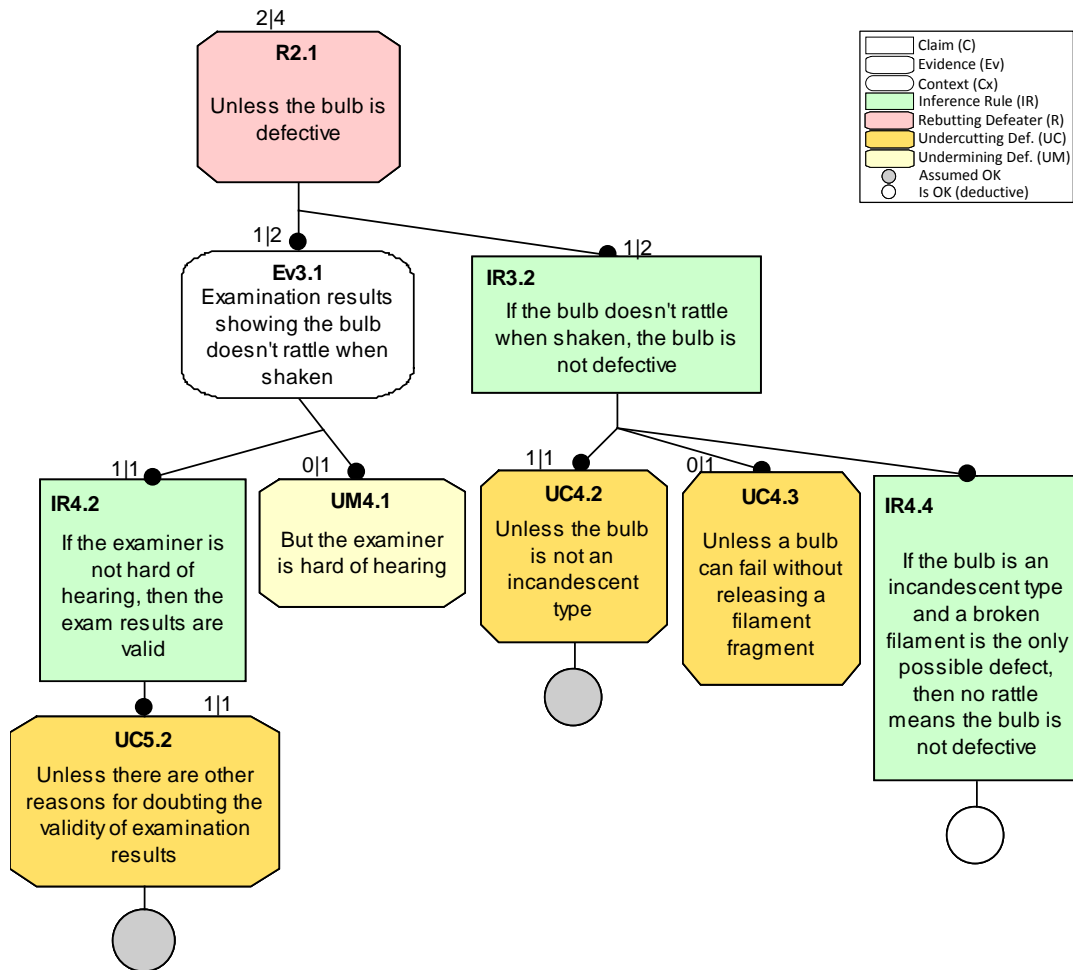 2|4
R2.1
Unless the bulb is
defective
Claim (C)
Evidence (Ev)
Context (Cx)
Inference Rule (IR)
Rebutting Defeater (R)
Undercutting Def. (UC)
Undermining Def. (UM)
Assumed OK
Is OK (deductive)
1|2
Ev3.1
Examination results
showing the bulb
doesn't rattle when
shaken
1|2
IR3.2
If the bulb doesn't rattle
when shaken, the bulb is
not defective
1|1
IR4.2
If the examiner is
not hard of
hearing, then the
exam results are
valid
0|1
UM4.1
But the examiner
is hard of hearing
1|1
UC4.2
Unless the bulb
is not an
incandescent
type
0|1
UC4.3
Unless a bulb
can fail without
releasing a
filament
fragment
IR4.4
If the bulb is an
incandescent type
and a broken
filament is the only
possible defect,
then no rattle
means the bulb is
not defective
1|1
UC5.2
Unless there are other
reasons for doubting the
validity of examination
results